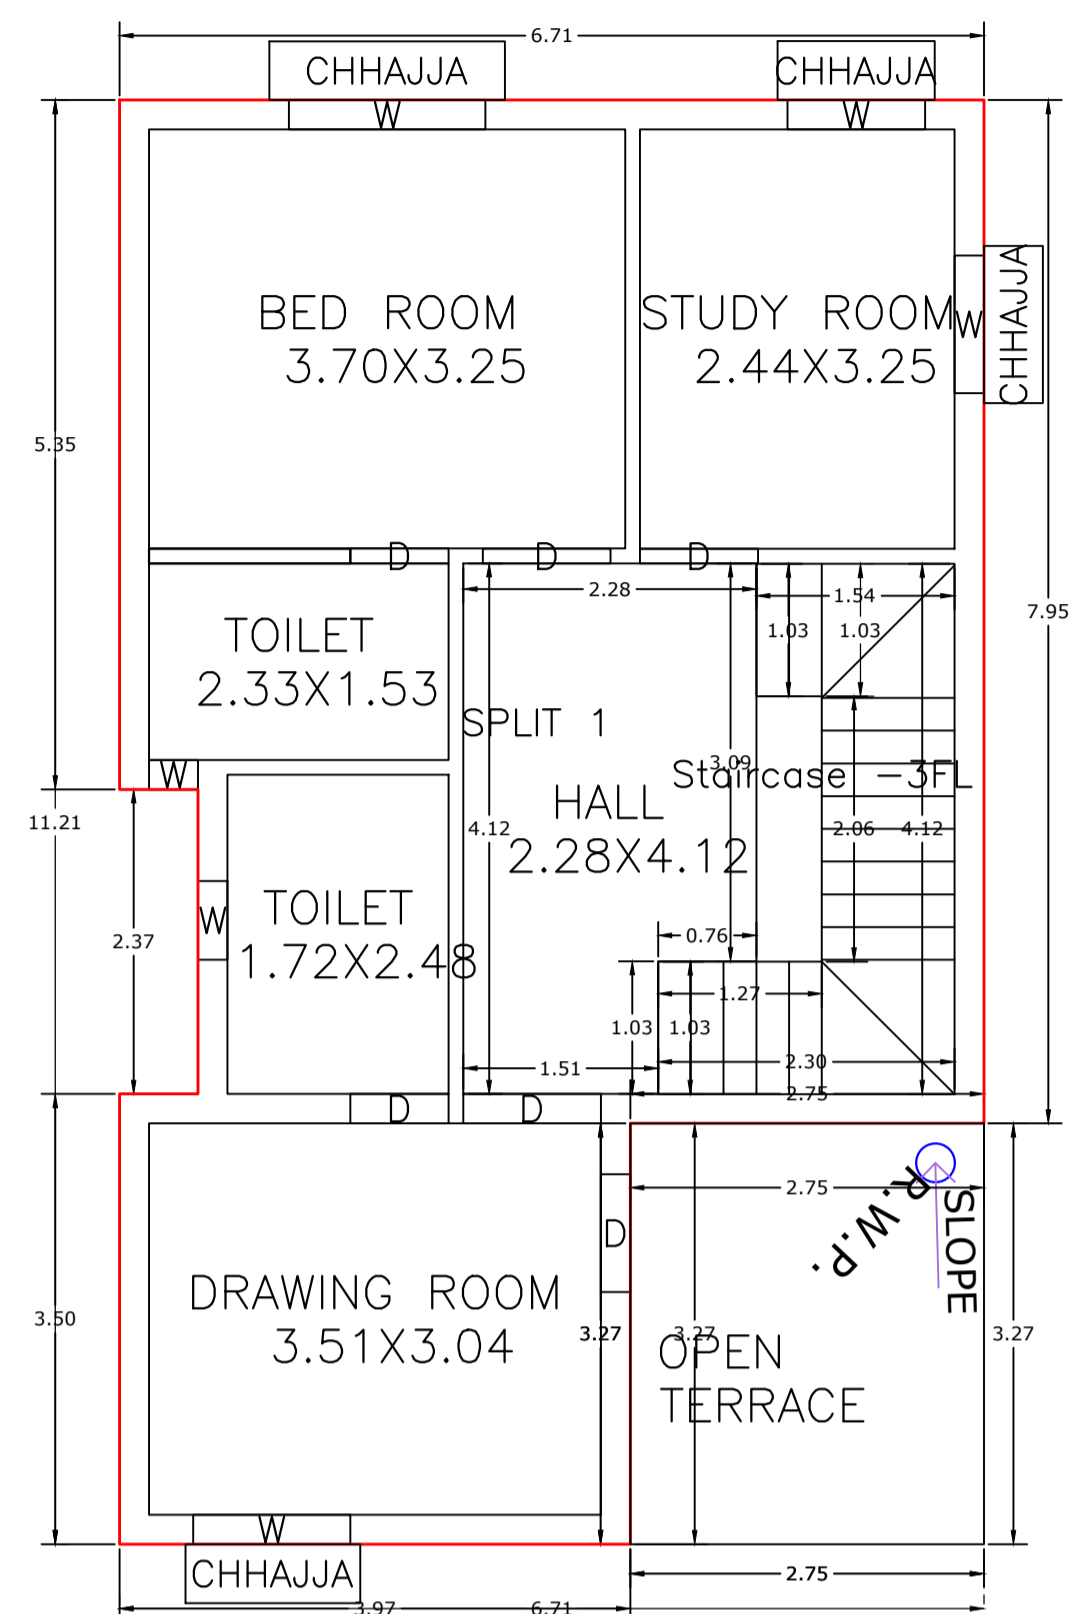 6.71
CHHAJJA
CHHAJJA
W
W
CHHAJJA
W
BED ROOM
3.70X3.25
STUDY ROOM
2.44X3.25
5.35
D
D
D
2.28
1.54
1.03
1.03
7.95
TOILET
2.33X1.53
SPLIT 1
3.09
Staircase -3FL
W
HALL
2.28X4.12
11.21
4.12
2.06
4.12
TOILET
1.72X2.48
W
2.37
0.76
1.27
1.03
1.03
2.30
1.51
2.75
D
D
2.75
R.W.P.
SLOPE
D
DRAWING ROOM
3.51X3.04
3.50
3.27
3.27
3.27
OPEN
TERRACE
W
CHHAJJA
2.75
3.97
6.71